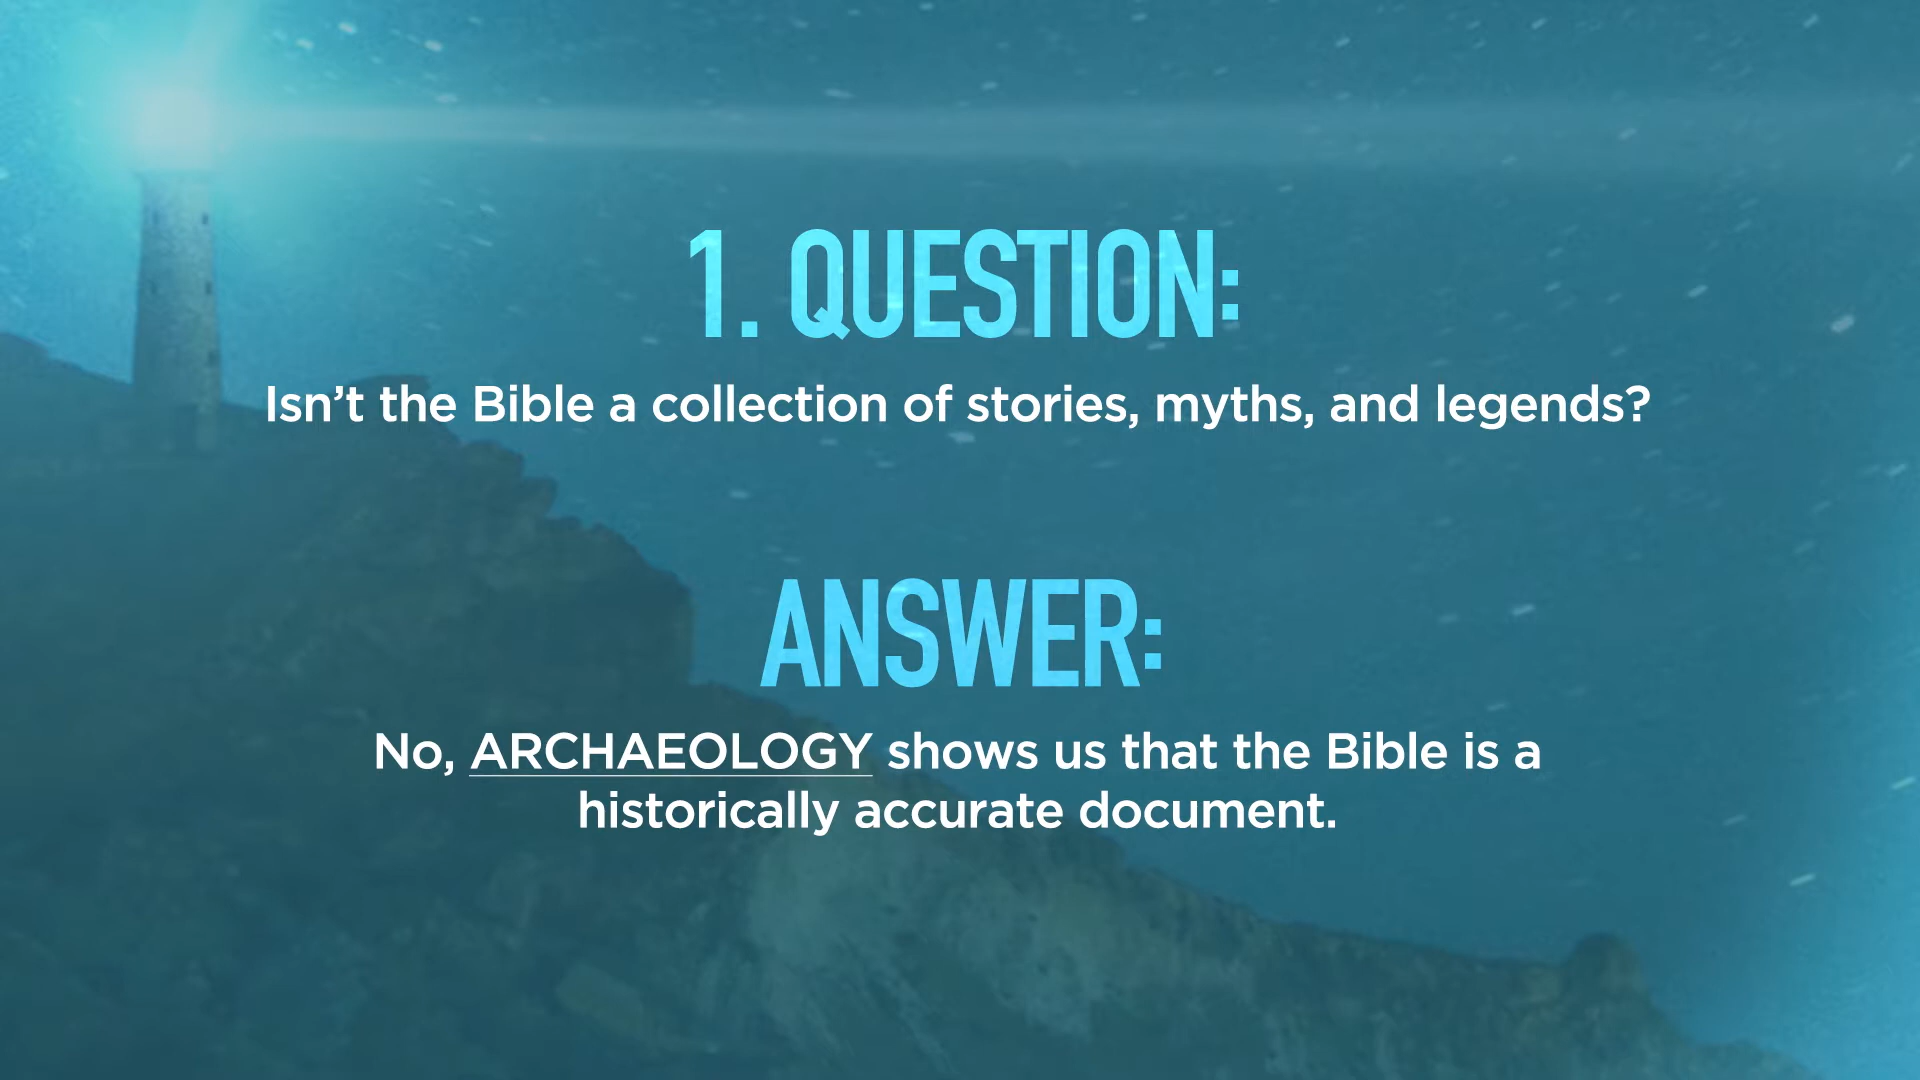 1. QUESTION:
Isn’t the Bible a collection of stories, myths, and legends?
ANSWER:
No, ARCHAEOLOGY shows us that the Bible is a
historically accurate document.